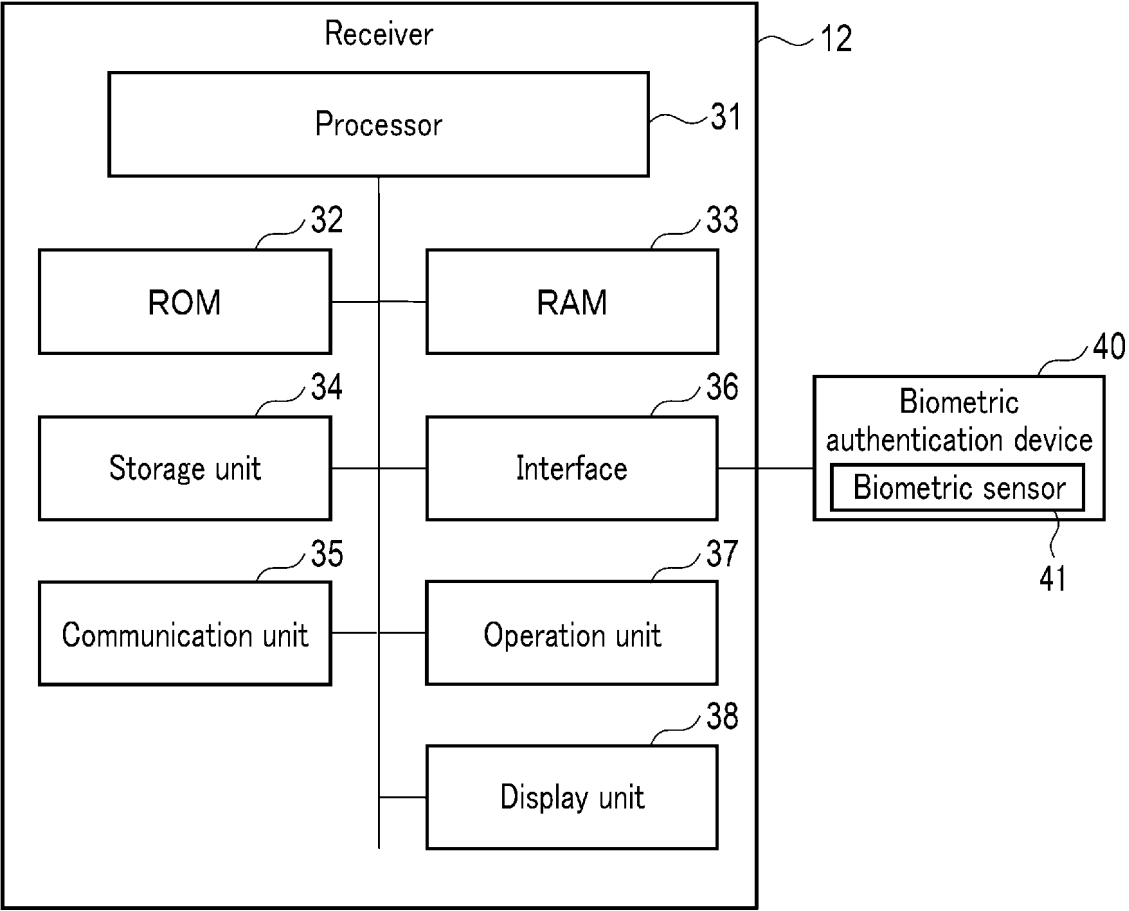 Receiver
12
Processor
31
32
33
ROM
RAM
34
36
40
Storage unit
Interface
Biometric
authentication device
Biometric sensor
41
35
37
Communication unit
Operation unit
38
Display unit